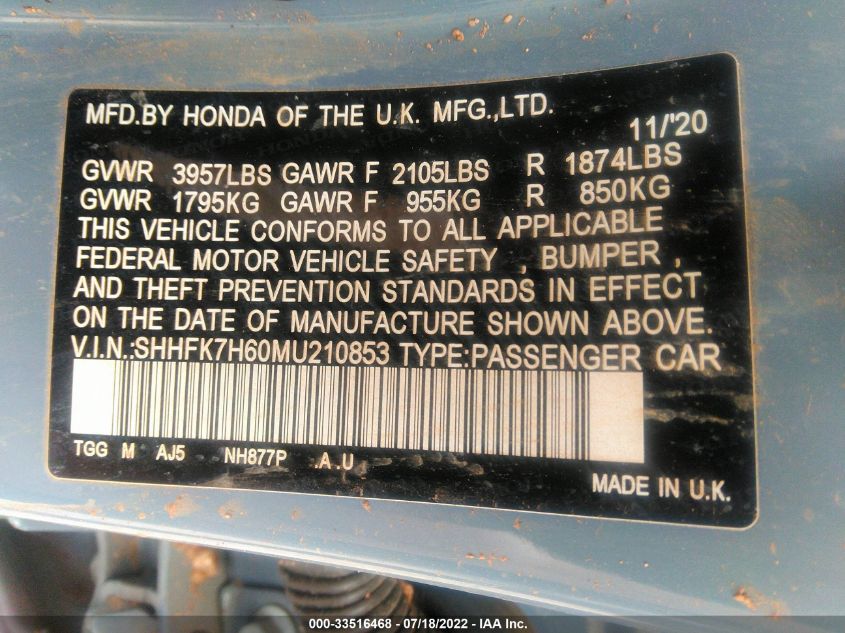 MFD.BY HONDA OF THE U.K. MFG.,LTD.
11/'20
GVWR 3957LBS GAWR F 2105LBS R 1874LBS
GVWR 1795KG GAWR F 955KG R 850KG
THIS VEHICLE CONFORMS TO ALL APPLICABLE
FEDERAL MOTOR VEHICLE SAFETY , BUMPER ,
AND THEFT PREVENTION STANDARDS IN EFFECT
ON THE DATE OF MANUFACTURE SHOWN ABOVE.
V.I.N.:SHHFK7H60MU210853 TYPE:PASSENGER CAR
TGG M AJ5 NH877P .A .U
MADE IN U.K.
000-33516468 - 07/18/2022 - IAA Inc.